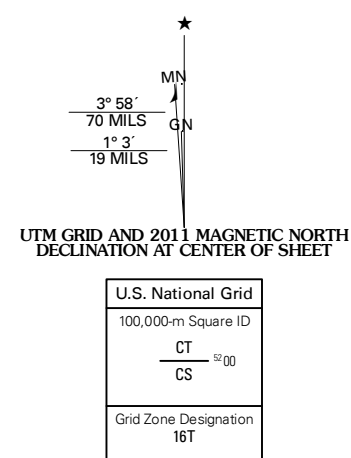 ★
MN
3° 58´
70 MILS
GN
1° 3´
19 MILS
UTM GRID AND 2011 MAGNETIC NORTH
DECLINATION AT CENTER OF SHEET
U.S. National Grid
100,000-m Square ID
CT
5200
CS
Grid Zone Designation
16T